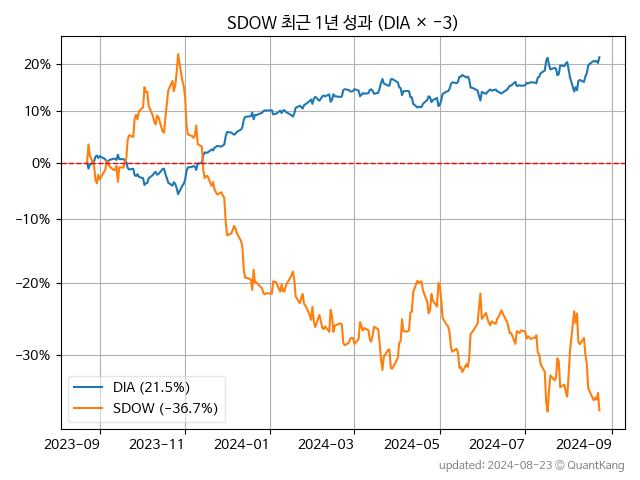 SDOW 최근 1년 성과 (DIA × −3)
20%
10%
0%
−10%
−20%
−30%
DIA (21.5%)
SDOW (−36.7%)
2023-09 2023-11 2024-01 2024-03 2024-05 2024-07 2024-09
updated: 2024-08-23 © QuantKang